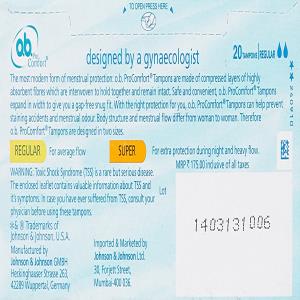 TO OPEN PRESS HERE
o.b.
Pro
Comfort
designed by a gynaecologist
20 TAMPONS REGULAR
The most modern form of menstrual protection: o.b. ProComfort® Tampons are made of compressed layers of highly
absorbent fibres which are interwoven to hold together and remain intact. Safe and convenient, o.b. ProComfort® Tampons
expand in width to give you a gap-free snug fit. With the right protection for you, o.b. ProComfort® Tampons can help prevent
staining accidents and menstrual odour. Body structure and menstrual flow differ from woman to woman. Therefore
o.b. ProComfort® Tampons are designed in two sizes.
REGULAR For average flow SUPER For extra protection during night and heavy flow.
MRP ₹ 175.00 inclusive of all taxes
WARNING. Toxic Shock Syndrome (TSS) is a rare but serious disease.
The enclosed leaflet contains valuable information about TSS and
it's symptoms. In case you have ever suffered from TSS, consult your
physician before using these tampons.
Lot
1403131006
® & ® Trademarks of
Johnson & Johnson, U.S.A.
Manufactured by
Johnson & Johnson GMBH
Heckinghauser Strasse 263,
42289 Wuppertal, Germany
Imported & Marketed by
Johnson & Johnson Ltd.
30, Forjett Street,
Mumbai-400 036.